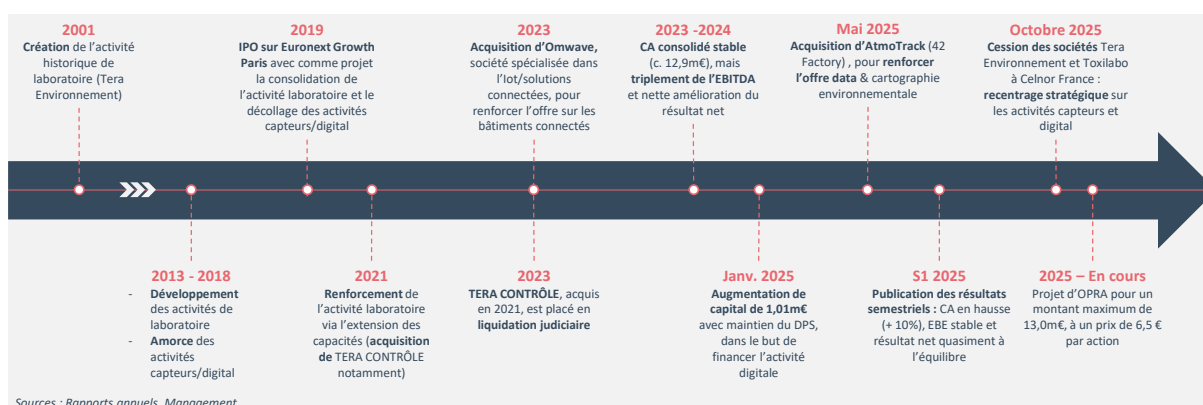 2001
Création de l'activité
historique de
laboratoire (Tera
Environnement)
2019
IPO sur Euronext Growth
Paris avec comme projet
la consolidation de
l'activité laboratoire et le
décollage des activités
capteurs/digital
2023
Acquisition d'Omwave,
société spécialisée dans
l'Iot/solutions
connectées, pour
renforcer l'offre sur les
bâtiments connectés
2023 -2024
CA consolidé stable
(c. 12,9m€), mais
triplement de l'EBITDA
et nette amélioration du
résultat net
Mai 2025
Acquisition d'AtmoTrack (42
Factory) , pour renforcer
l'offre data & cartographie
environnementale
Octobre 2025
Cession des sociétés Tera
Environnement et Toxilabo
à Celnor France :
recentrage stratégique sur
les activités capteurs et
digital
2013 - 2018
- Développement
des activités de
laboratoire
- Amorce des
activités
capteurs/digital
2021
Renforcement de
l'activité laboratoire
via l'extension des
capacités (acquisition
de TERA CONTRÔLE
notamment)
2023
TERA CONTRÔLE, acquis
en 2021, est placé en
liquidation judiciaire
Janv. 2025
Augmentation de
capital de 1,01m€
avec maintien du DPS,
dans le but de
financer l'activité
digitale
S1 2025
Publication des résultats
semestriels : CA en hausse
(+ 10%), EBE stable et
résultat net quasiment à
l'équilibre
2025 – En cours
Projet d'OPRA pour un
montant maximum de
13,0m€, à un prix de 6,5 €
par action
Sources : Rapports annuels, Management